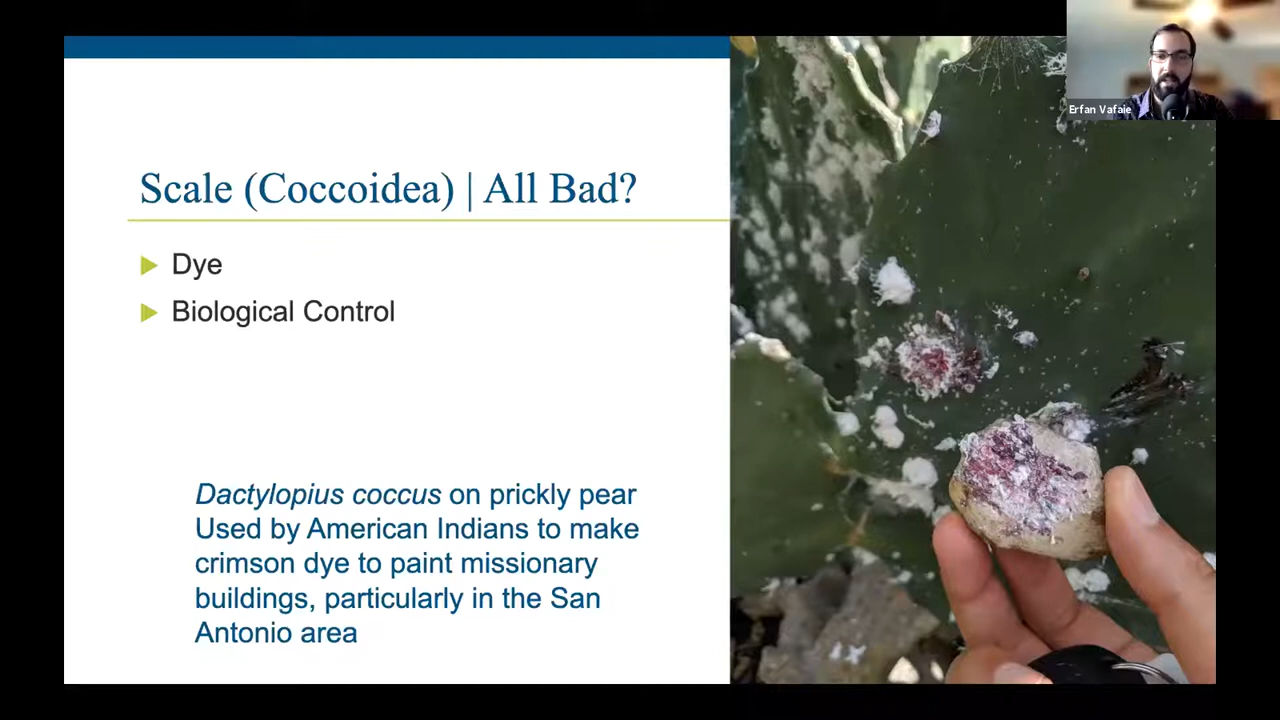 Erfan Vafaie
Scale (Coccoidea) | All Bad?
Dye
Biological Control
Dactylopius coccus on prickly pear
Used by American Indians to make
crimson dye to paint missionary
buildings, particularly in the San
Antonio area